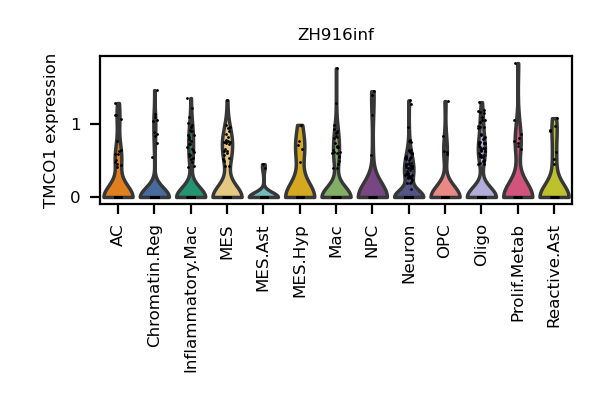 ZH916inf
TMCO1 expression
1
0
AC
Chromatin.Reg
Inflammatory.Mac
MES
MES.Ast
MES.Hyp
Mac
NPC
Neuron
OPC
Oligo
Prolif.Metab
Reactive.Ast